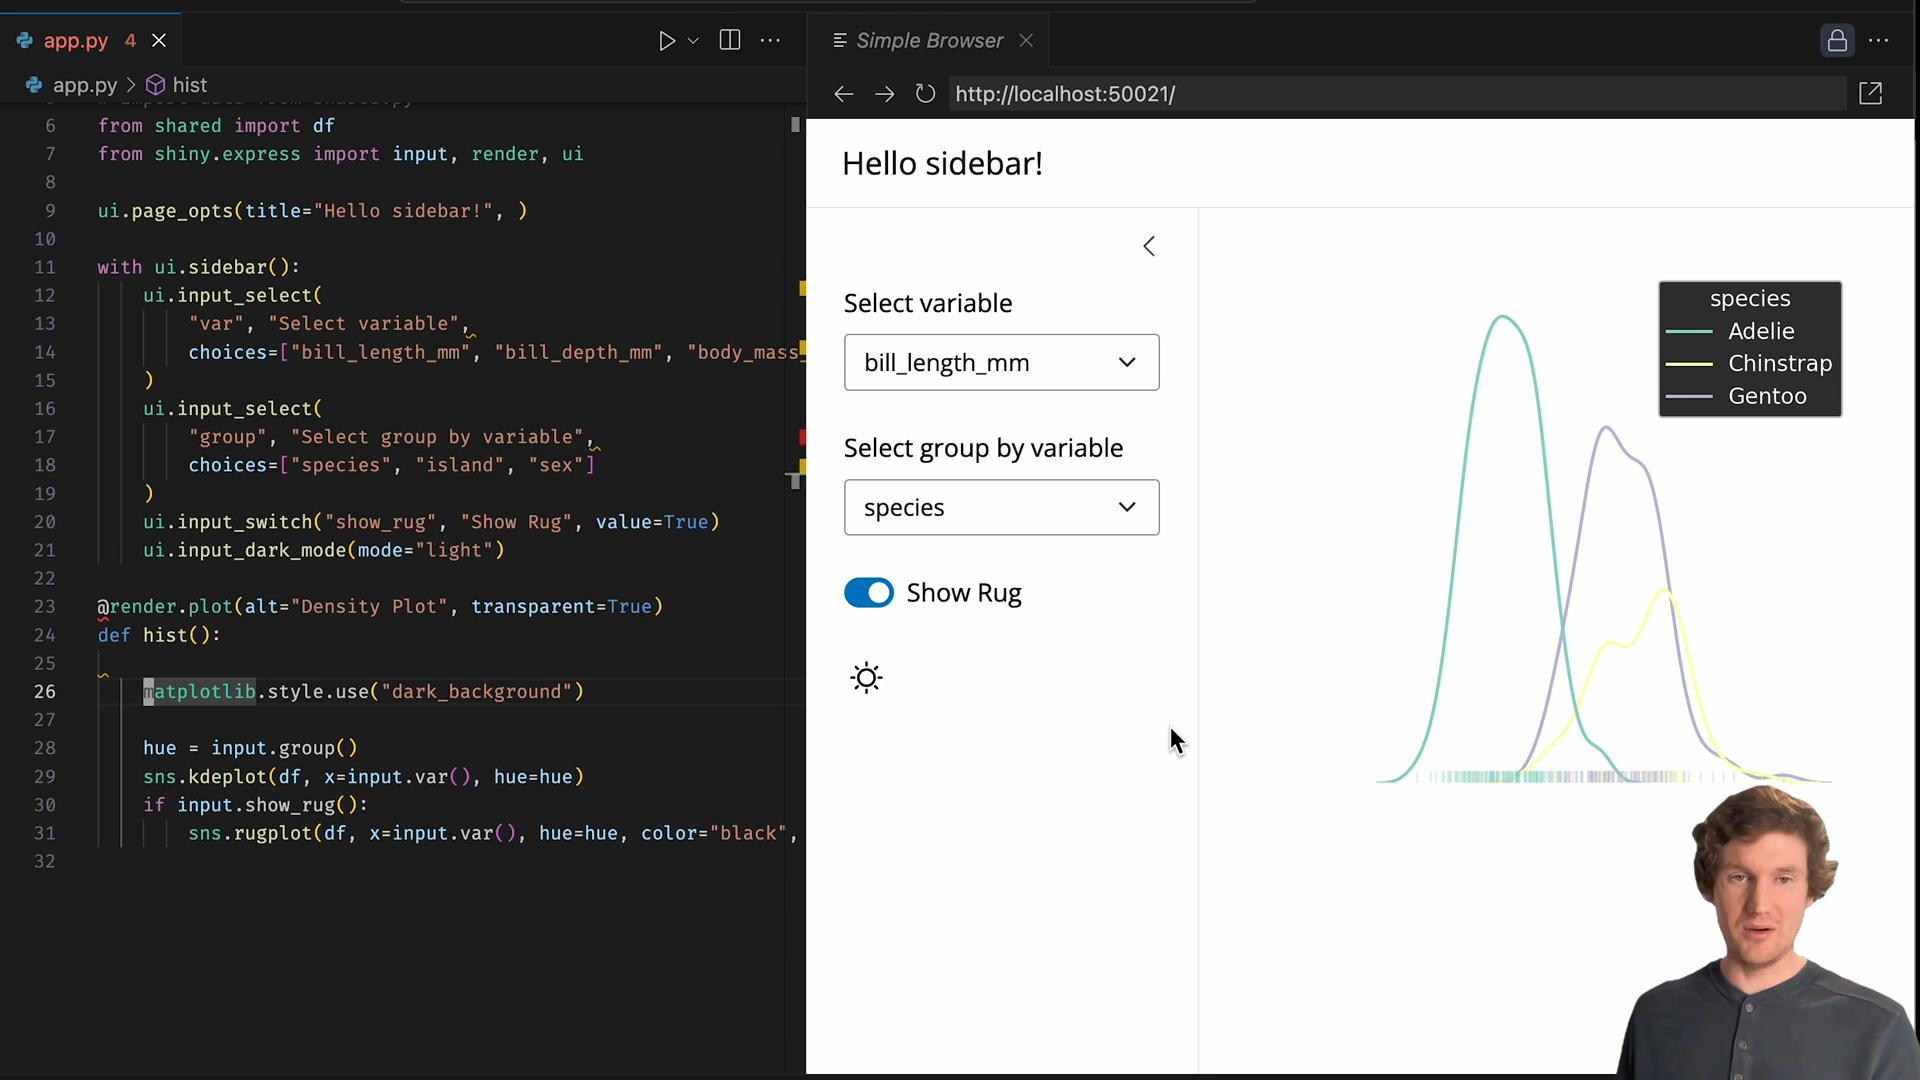 app.py 4
app.py > hist
6 from shared import df
7 from shiny.express import input, render, ui
8
9 ui.page_opts(title="Hello sidebar!", )
10
11 with ui.sidebar():
12 ui.input_select(
13 "var", "Select variable",
14 choices=["bill_length_mm", "bill_depth_mm", "body_mass_
15 )
16 ui.input_select(
17 "group", "Select group by variable",
18 choices=["species", "island", "sex"]
19 )
20 ui.input_switch("show_rug", "Show Rug", value=True)
21 ui.input_dark_mode(mode="light")
22
23 @render.plot(alt="Density Plot", transparent=True)
24 def hist():
25
26 matplotlib.style.use("dark_background")
27
28 hue = input.group()
29 sns.kdeplot(df, x=input.var(), hue=hue)
30 if input.show_rug():
31 sns.rugplot(df, x=input.var(), hue=hue, color="black",
32
Simple Browser
http://localhost:50021/
Hello sidebar!
Select variable
bill_length_mm
Select group by variable
species
Show Rug
species
Adelie
Chinstrap
Gentoo